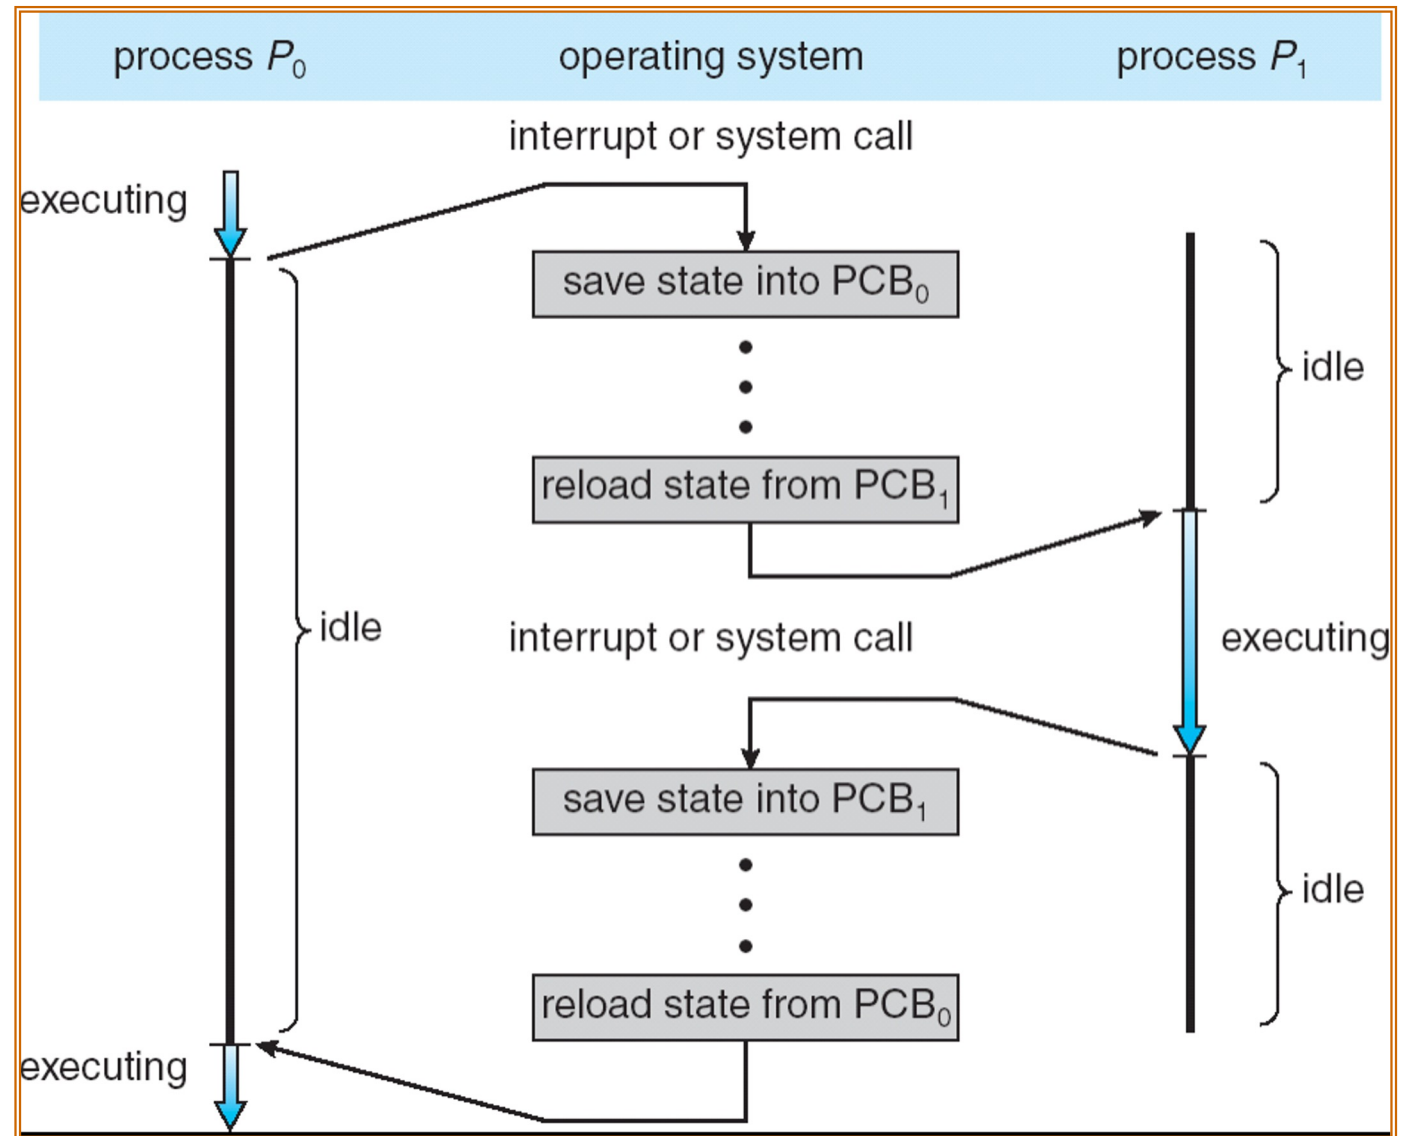 process P₀ operating system process P₁
interrupt or system call
executing
save state into PCB₀
idle
reload state from PCB₁
idle
interrupt or system call
executing
save state into PCB₁
idle
reload state from PCB₀
executing